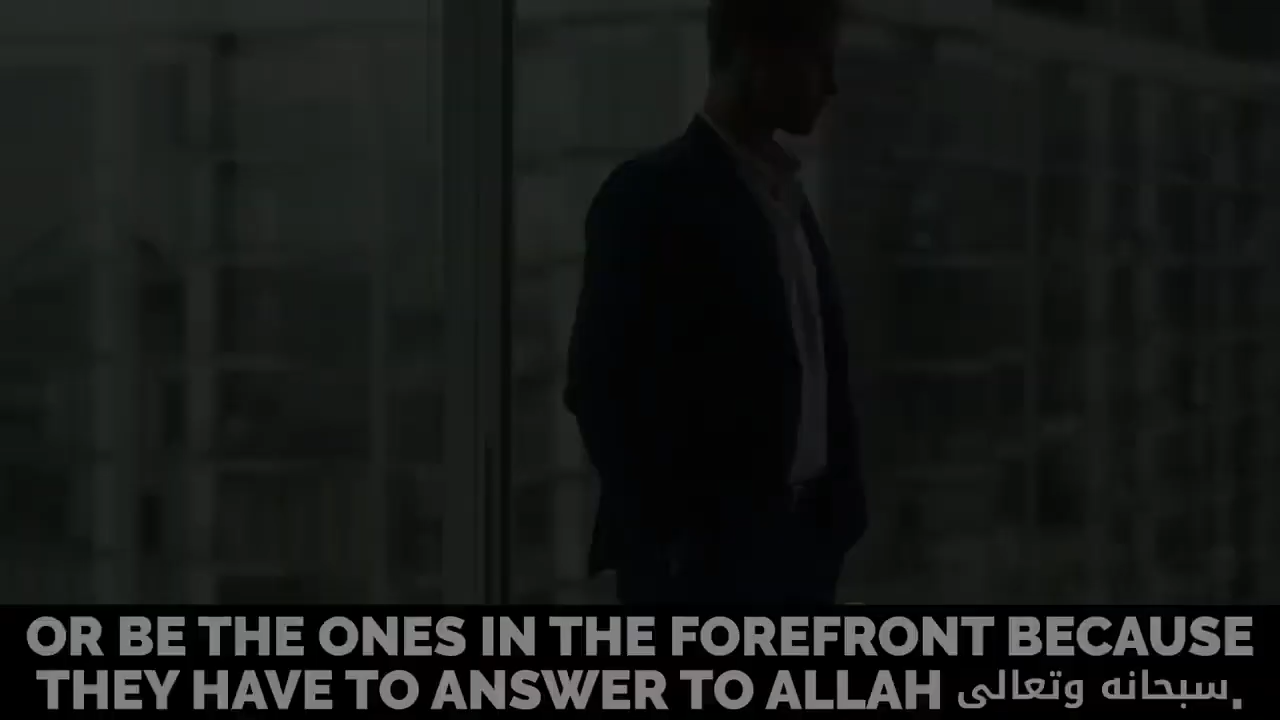 OR BE THE ONES IN THE FOREFRONT BECAUSE
THEY HAVE TO ANSWER TO ALLAH سبحانه وتعالى.